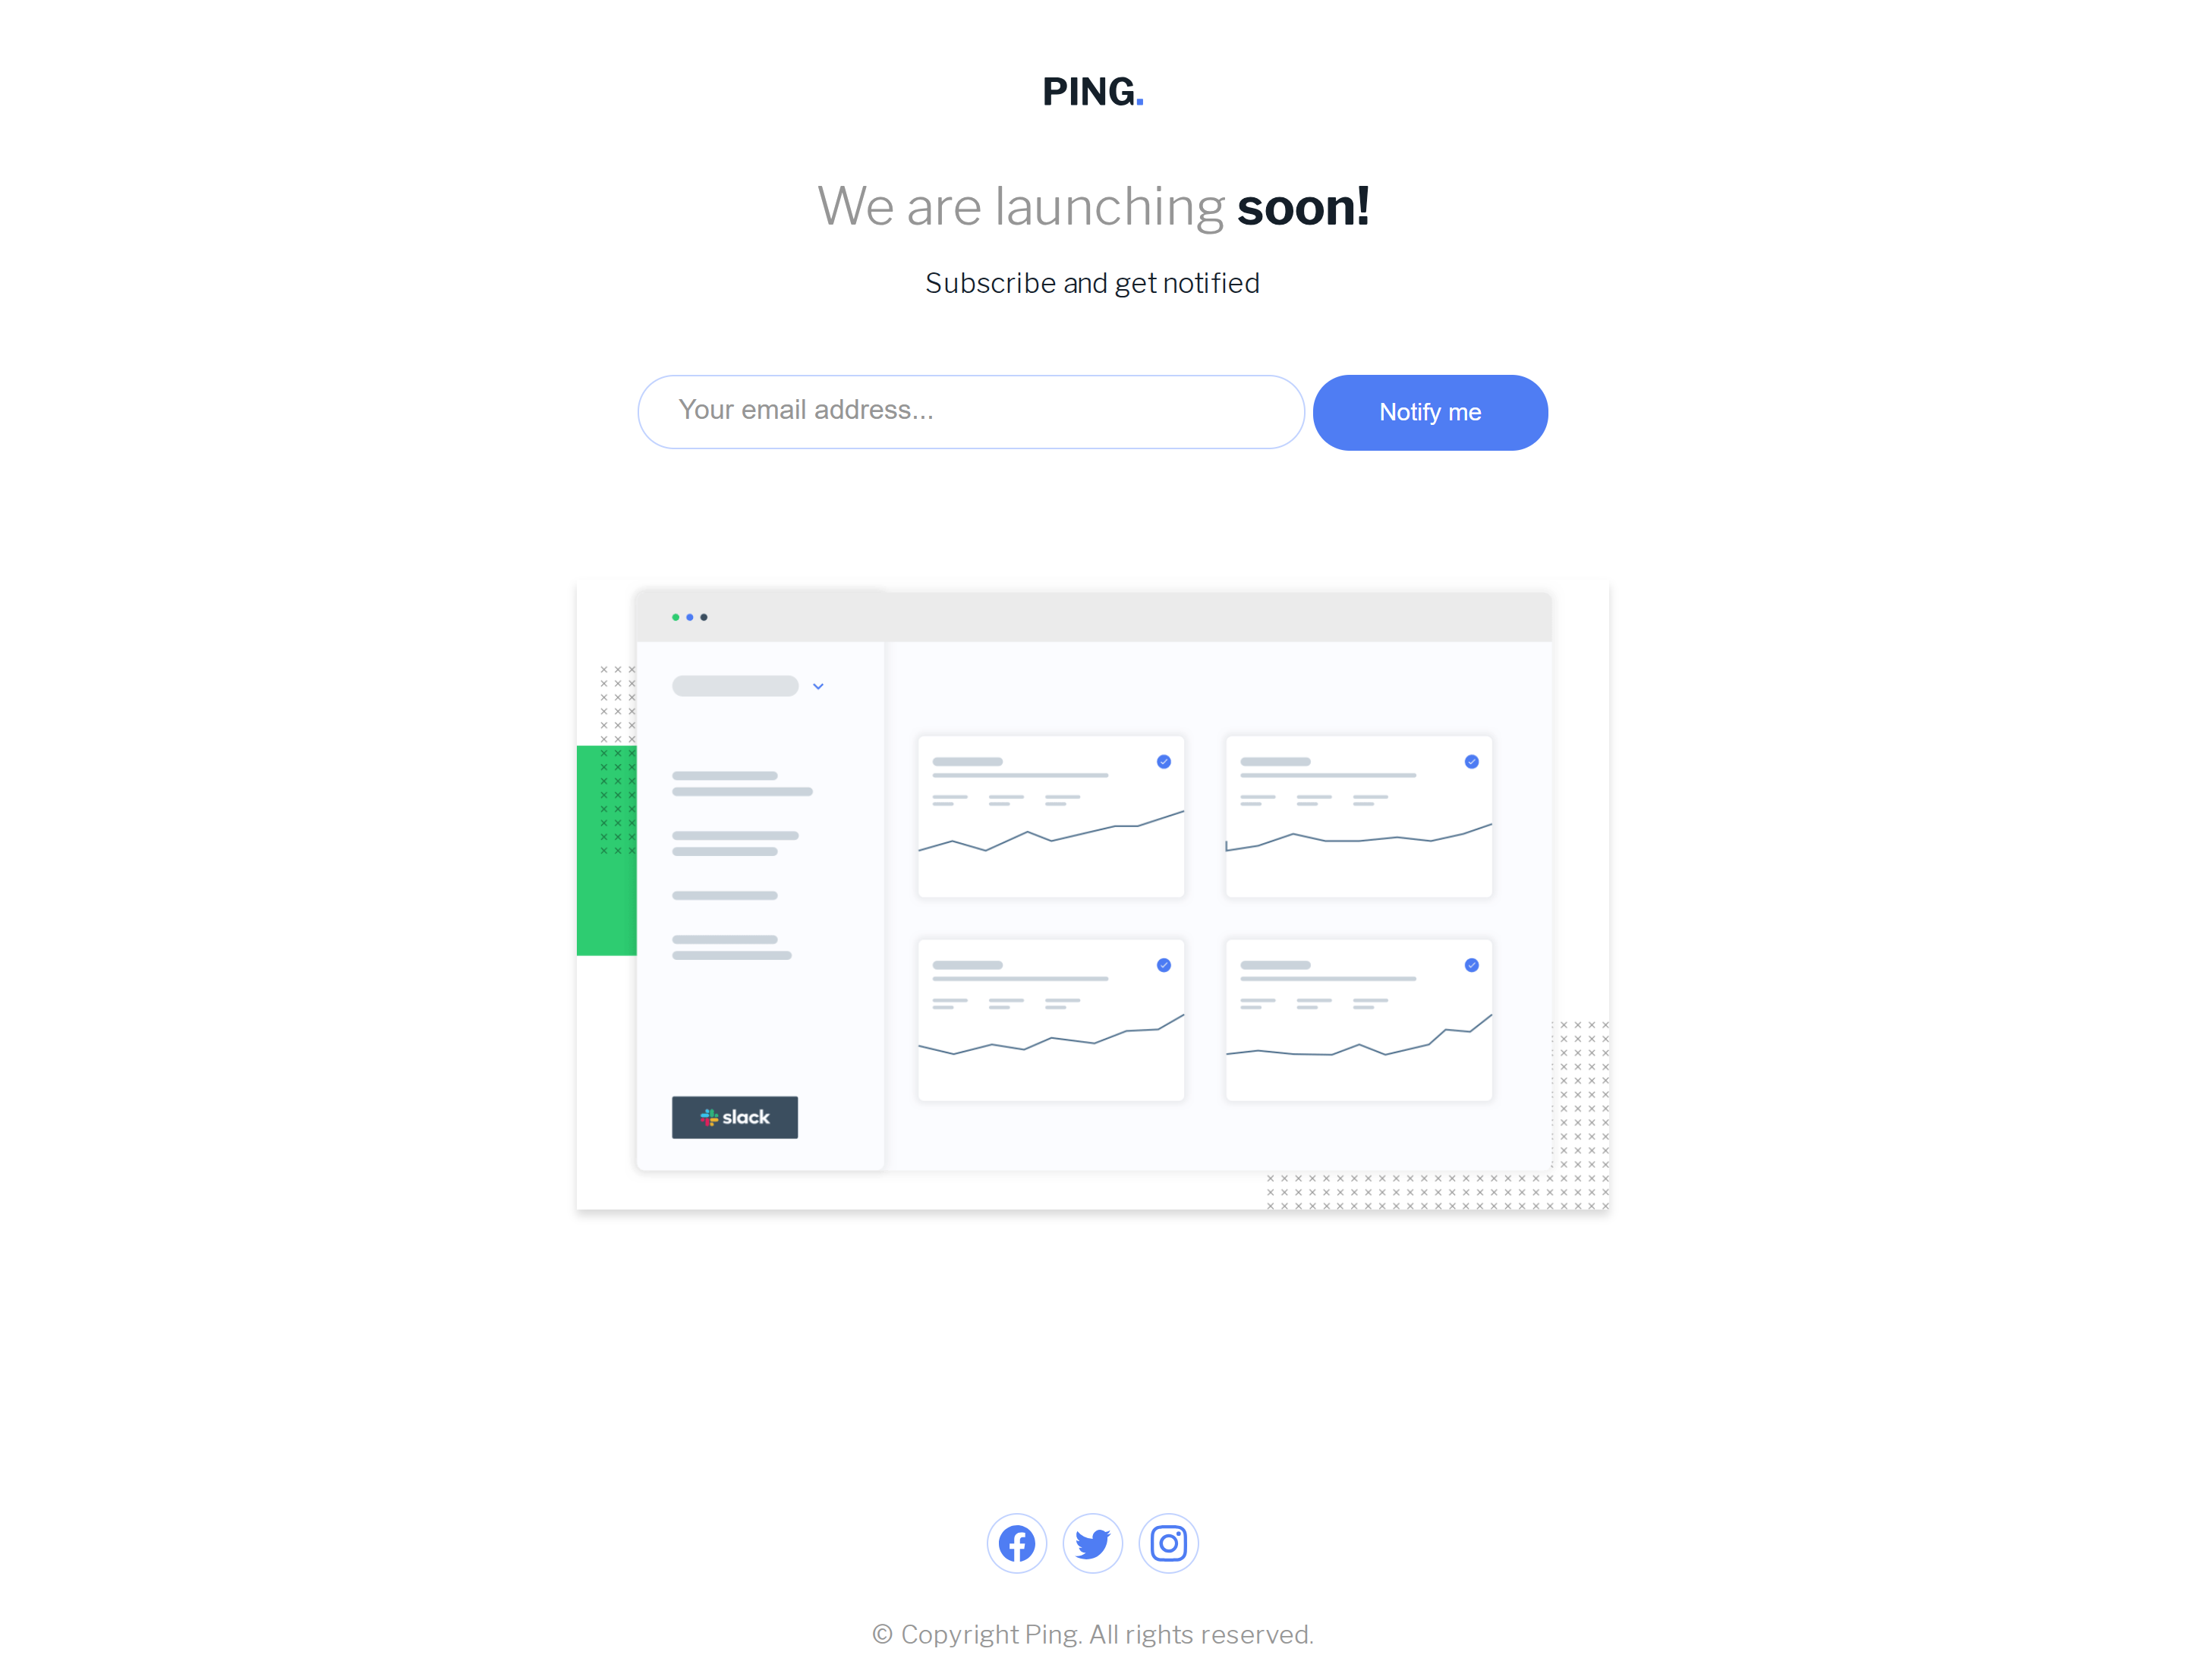 PING.
We are launching soon!
Subscribe and get notified
Your email address...
Notify me
slack
© Copyright Ping. All rights reserved.